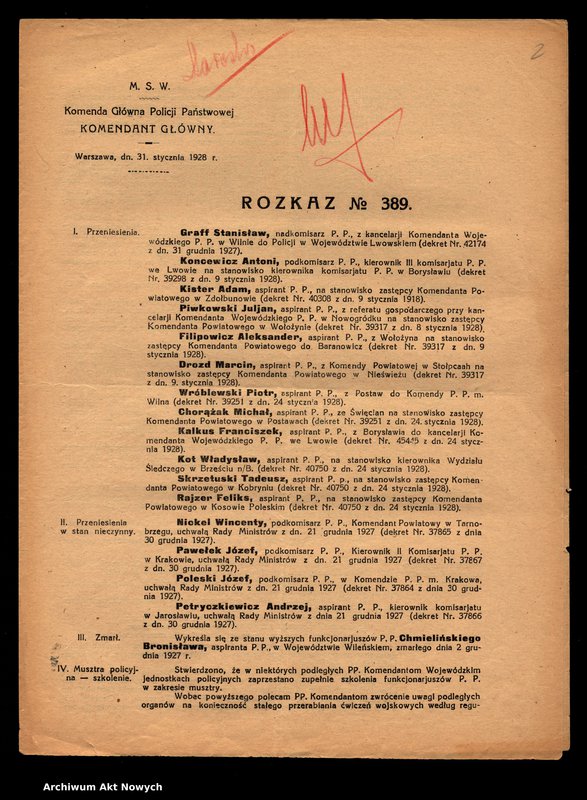 2
M. S. W.
Komenda Główna Policji Państwowej
KOMENDANT GŁÓWNY.
Warszawa, dn. 31. stycznia 1928 r.
ROZKAZ № 389.
I. Przeniesienia.
Graff Stanisław, nadkomisarz P. P., z kancelarji Komendanta Woje-
wódzkiego P. P. w Wilnie do Policji w Województwie Lwowskiem (dekret Nr. 42174
z dn. 31 grudnia 1927).
Koncewicz Antoni, podkomisarz P. P., kierownik III komisarjatu P. P.
we Lwowie na stanowisko kierownika komisarjatu P. P. w Borysławiu (dekret
Nr. 39298 z dn. 9 stycznia 1928).
Kister Adam, aspirant P. P., na stanowisko zastępcy Komendanta Po-
wiatowego w Zdołbunowie (dekret Nr. 40308 z dn. 9 stycznia 1918).
Piwkowski Juljan, aspirant P. P., z referatu gospodarczego przy kan-
celarji Komendanta Wojewódzkiego P. P. w Nowogródku na stanowisko zastępcy
Komendanta Powiatowego w Wołożynie (dekret Nr. 39317 z dn. 8 stycznia 1928).
Filipowicz Aleksander, aspirant P. P., z Wołożyna na stanowisko
zastępcy Komendanta Powiatowego do Baranowicz (dekret Nr. 39317 z dn. 9
stycznia 1928).
Drozd Marcin, aspirant P. P., z Komendy Powiatowej w Stołpcaah na
stanowisko zastępcy Komendanta Powiatowego w Nieświeżu (dekret Nr. 39317
z dn. 9. stycznia 1928).
Wróblewski Piotr, aspirant P. P., z Postaw do Komendy P. P. m.
Wilna (dekret Nr. 39251 z dn. 24 stycznia 1928).
Chorążak Michał, aspirant P. P., ze Święcian na stanowisko zastępcy
Komendanta Powiatowego w Postawach (dekret Nr. 39251 z dn. 24 stycznia 1928).
Kalkus Franciszek, aspirant P. P., z Borysławia do kancelarji Ko-
mendanta Wojewódzkiego P. P. we Lwowie (dekret Nr. z dn. 24 stycz-
nia 1928).
Kot Władysław, aspirant P. P., na stanowisko kierownika Wydziału
Śledczego w Brześciu n/B. (dekret Nr. 40750 z dn. 24 stycznia 1928).
Skrzetuski Tadeusz, aspirant P. p., na stanowisko zastępcy Komen-
danta Powiatowego w Kobryniu (dekret Nr. 40750 z dn. 24 stycznia 1928).
Rajzer Feliks, aspirant P. P., na stanowisko zastępcy Komendanta
Powiatowego w Kosowie Poleskim (dekret Nr. 40750 z dn. 24 stycznia 1928).
II. Przeniesienia
w stan nieczynny.
Nickel Wincenty, podkomisarz P. P., Komendant Powiatowy w Tarno-
brzegu, uchwałą Rady Ministrów z dn. 21 grudnia 1927 (dekret Nr. 37865 z dnia
30 grudnia 1927).
Pawełek Józef, podkomisarz P. P., Kierownik II Komisarjatu P. P.
w Krakowie, uchwałą Rady Ministrów z dn. 21 grudnia 1927 (dekret Nr. 37867
z dn. 30 grudnia 1927).
Poleski Józef, podkomisarz P. P., w Komendzie P. P. m. Krakowa,
uchwałą Rady Ministrów z dn. 21 grudnia 1927 (dekret Nr. 37864 z dnia 30 grud-
nia 1927).
Petryczkiewicz Andrzej, aspirant P. P., kierownik komisarjatu
w Jarosławiu, uchwałą Rady Ministrów z dnia 21 grudnia 1927 (dekret Nr. 37866
z dn. 30 grudnia 1927).
III. Zmarł.
Wykreśla się ze stanu wyższych funkcjonarjuszów P. P. Chmielińskiego
Bronisława, aspiranta P. P., w Województwie Wileńskiem, zmarłego dnia 2 gru-
dnia 1927 r.
IV. Musztra policyj-
na — szkolenie.
Stwierdzono, że w niektórych podległych PP. Komendantom Wojewódzkim
jednostkach policyjnych zaprzestano zupełnie szkolenia funkcjonarjuszów P. P.
w zakresie musztry.
Wobec powyższego polecam PP. Komendantom zwrócenie uwagi podległych
organów na konieczność stałego przerabiania ćwiczeń wojskowych według regu-
Archiwum Akt Nowych